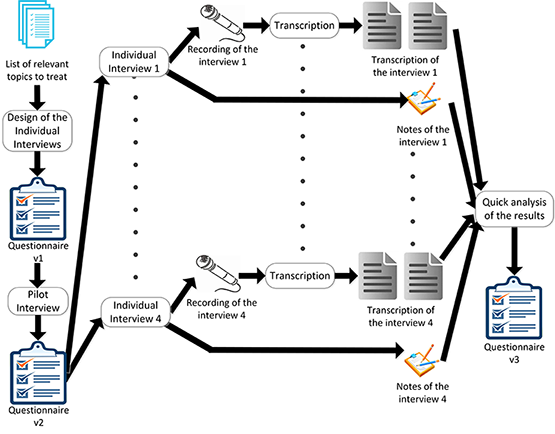 List of relevant
topics to treat
Design of the
Individual
Interviews
Questionnaire
v1
Pilot
Interview
Questionnaire
v2
Individual
Interview 1
Recording of the
interview 1
Transcription
Transcription of
the interview 1
Notes of the
interview 1
Individual
Interview 4
Recording of the
interview 4
Transcription
Transcription of
the interview 4
Notes of the
interview 4
Quick analysis
of the results
Questionnaire
v3